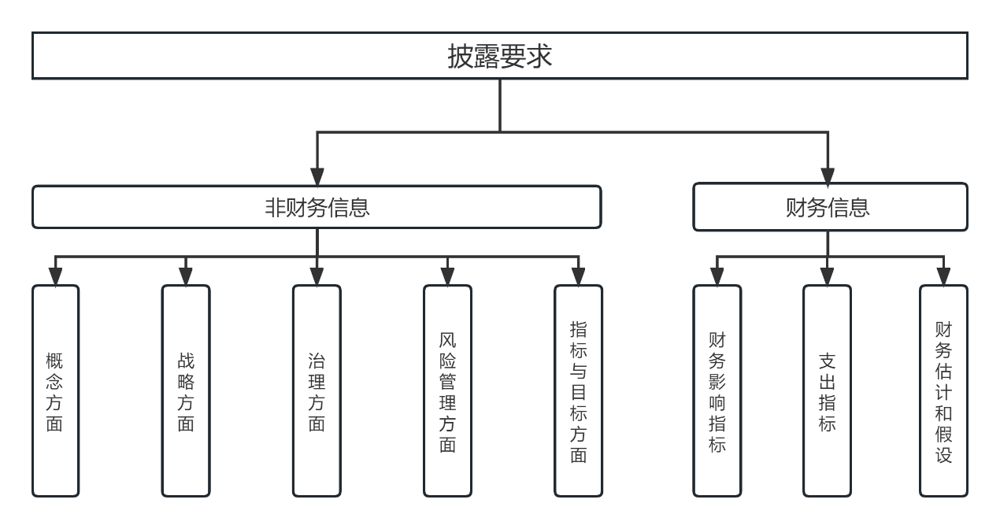 披露要求
非财务信息
财务信息
概念方面
战略方面
治理方面
风险管理方面
指标与目标方面
财务影响指标
支出指标
财务估计和假设